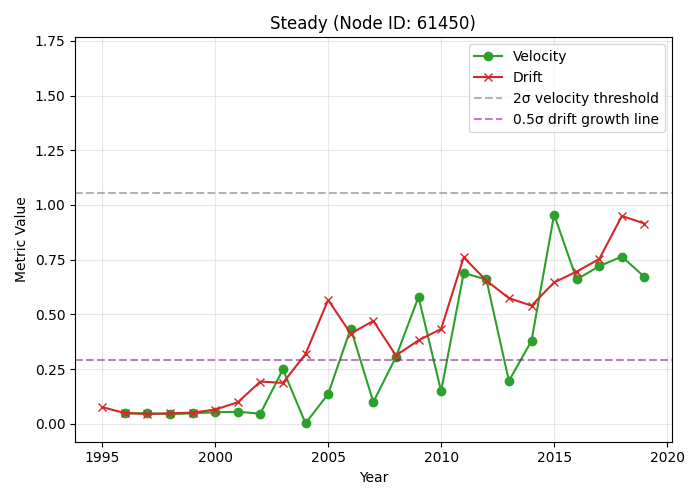 Steady (Node ID: 61450)
Velocity
Drift
2σ velocity threshold
0.5σ drift growth line
Metric Value
1.75
1.50
1.25
1.00
0.75
0.50
0.25
0.00
1995 2000 2005 2010 2015 2020
Year